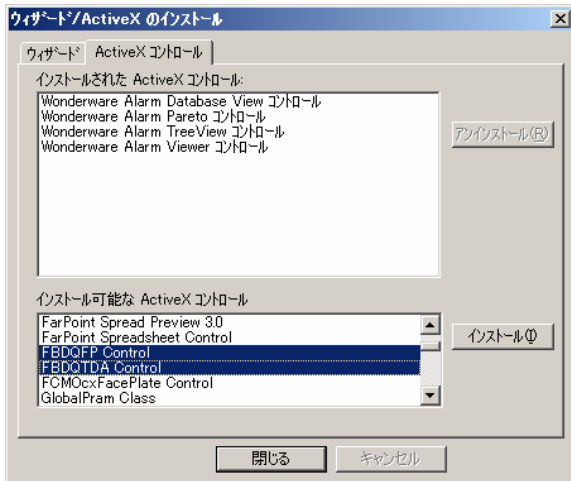 ウィザード/ActiveX のインストール
ウィザード ActiveX コントロール
インストールされた ActiveX コントロール:
Wonderware Alarm Database View コントロール
Wonderware Alarm Pareto コントロール
Wonderware Alarm TreeView コントロール
Wonderware Alarm Viewer コントロール
アンインストール(R)
インストール可能な ActiveX コントロール
FarPoint Spread Preview 3.0
FarPoint Spreadsheet Control
FBDQFP Control
FBDQTDA Control
FCMOcxFacePlate Control
GlobalPram Class
インストール(I)
閉じる キャンセル